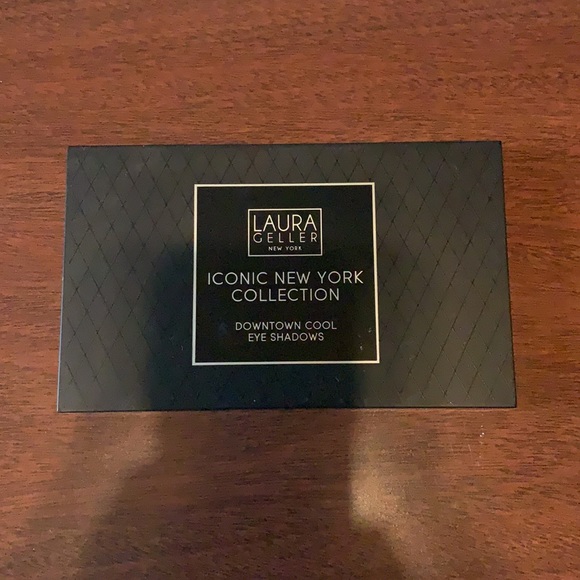 LAURA
GELLER
NEW YORK
ICONIC NEW YORK
COLLECTION
DOWNTOWN COOL
EYE SHADOWS